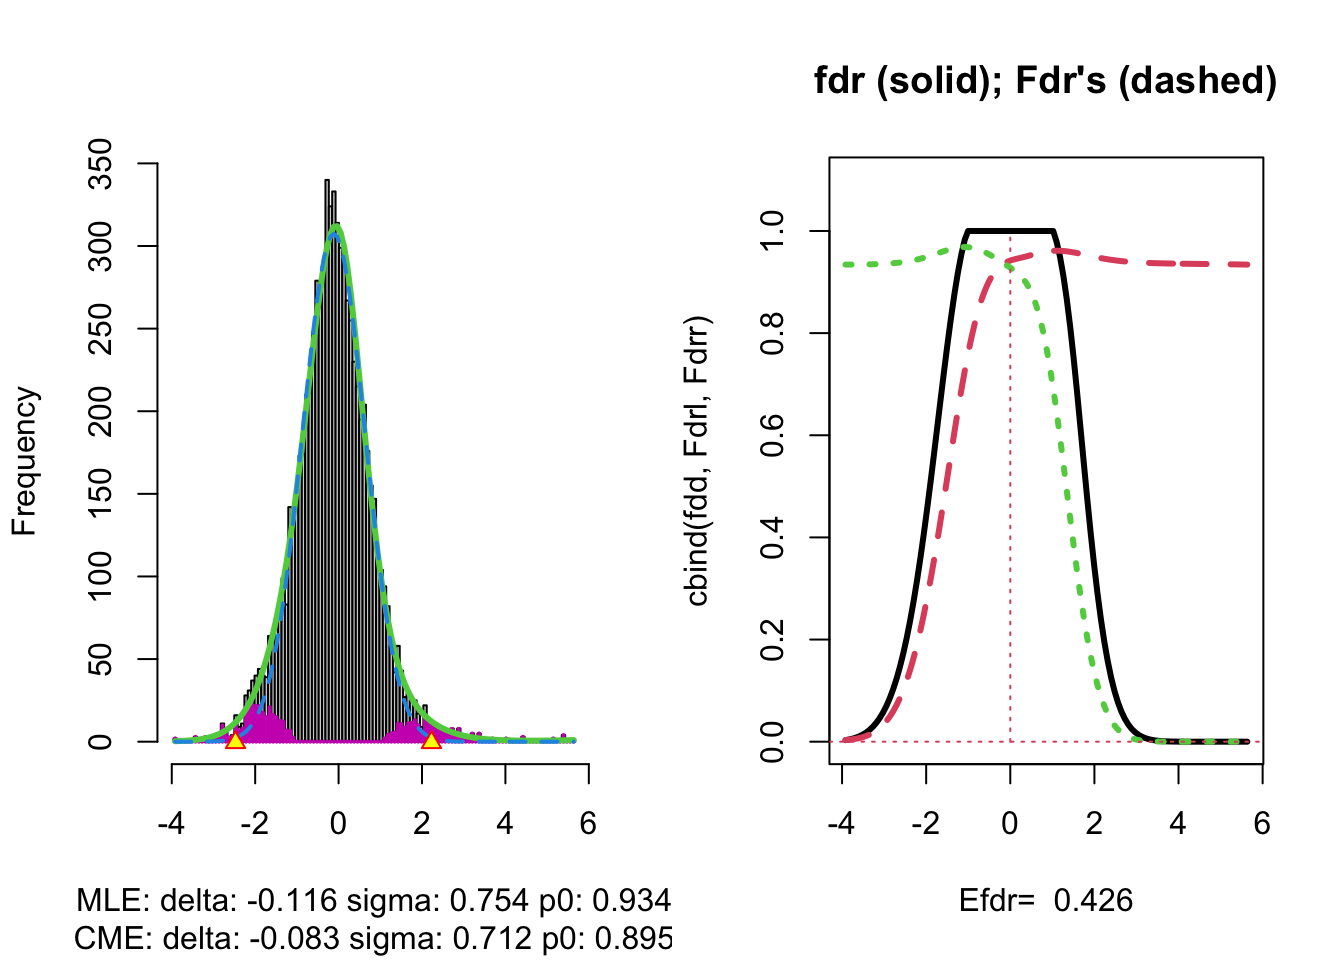 fdr (solid); Fdr's (dashed)
Frequency
0 50 100 150 200 250 300 350
-4 -2 0 2 4 6
MLE: delta: -0.116 sigma: 0.754 p0: 0.934
CME: delta: -0.083 sigma: 0.712 p0: 0.895
cbind(fdd, Fdrl, Fdrr)
0.0 0.2 0.4 0.6 0.8 1.0
-4 -2 0 2 4 6
Efdr= 0.426